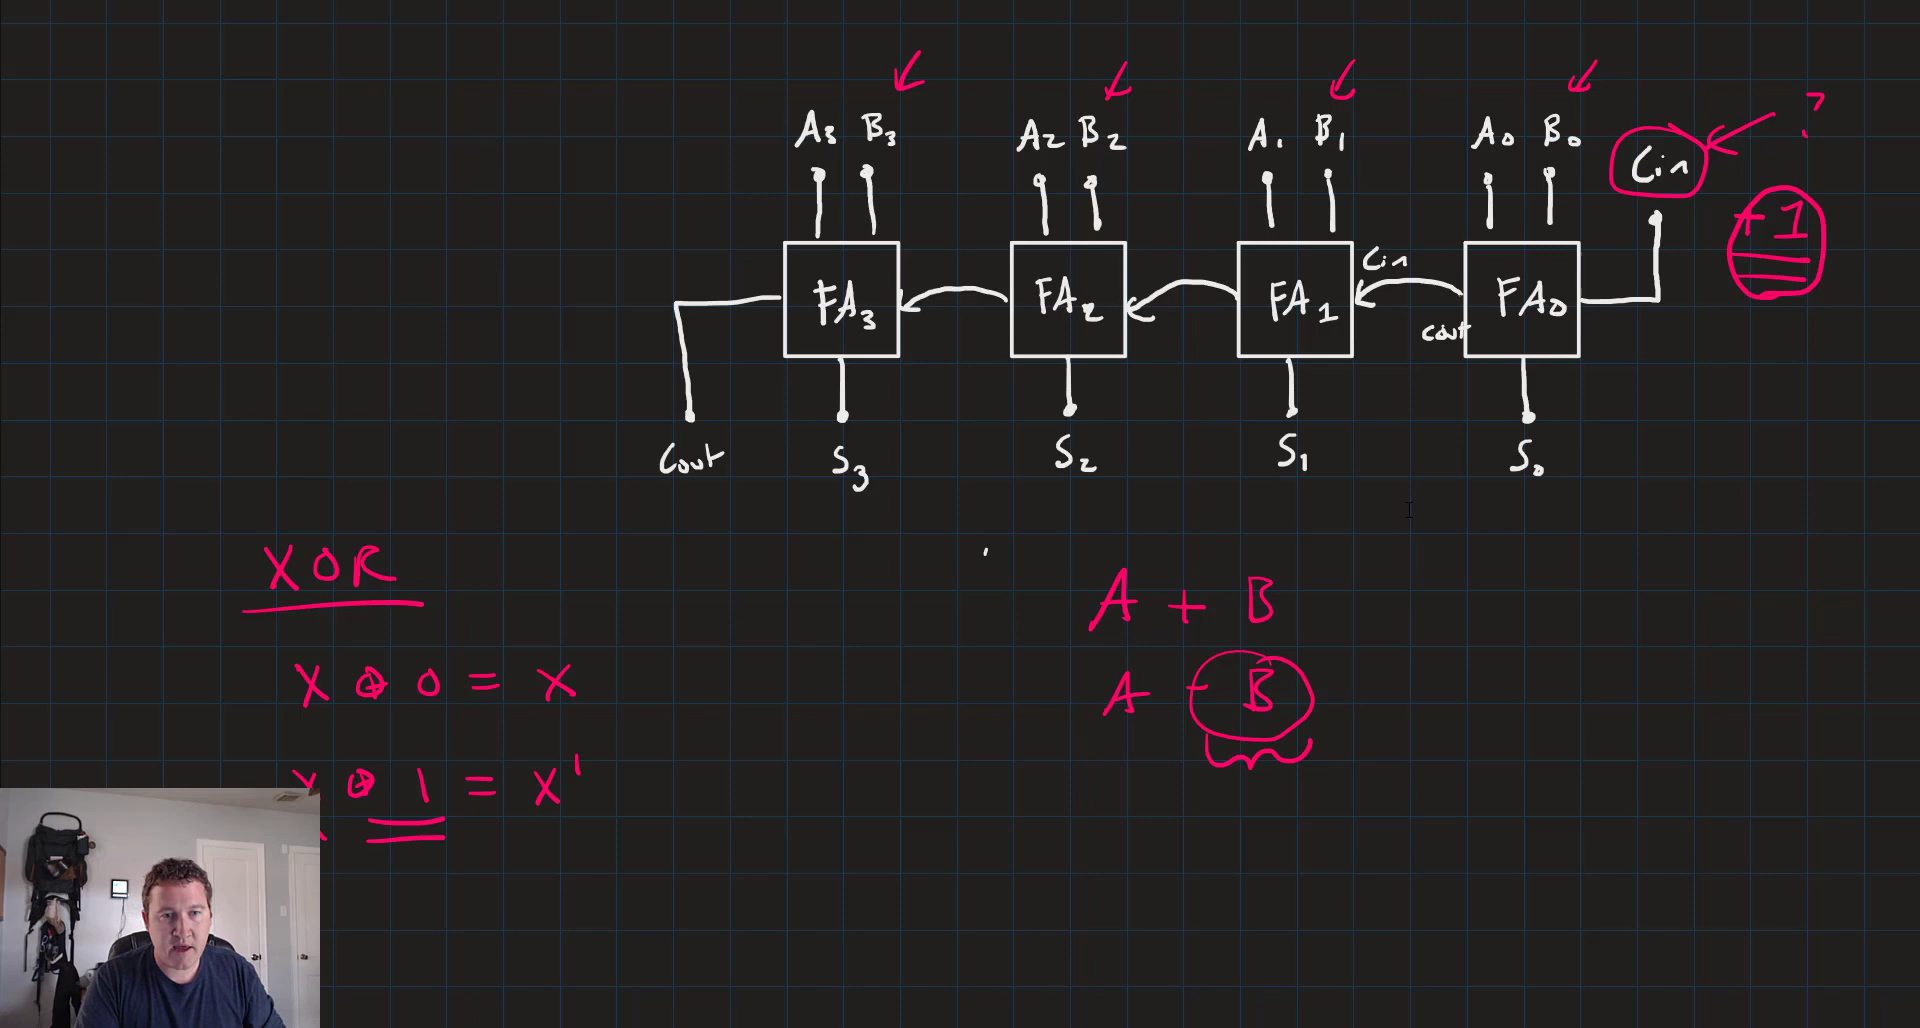 A3 B3 A2 B2 A1 B1 A0 B0 Cin ?
+1
FA3 FA2 FA1 Cin cout FA0
Cout S3 S2 S1 S0
XOR
A + B
X ⊕ 0 = X
A - B
X ⊕ 1 = X'